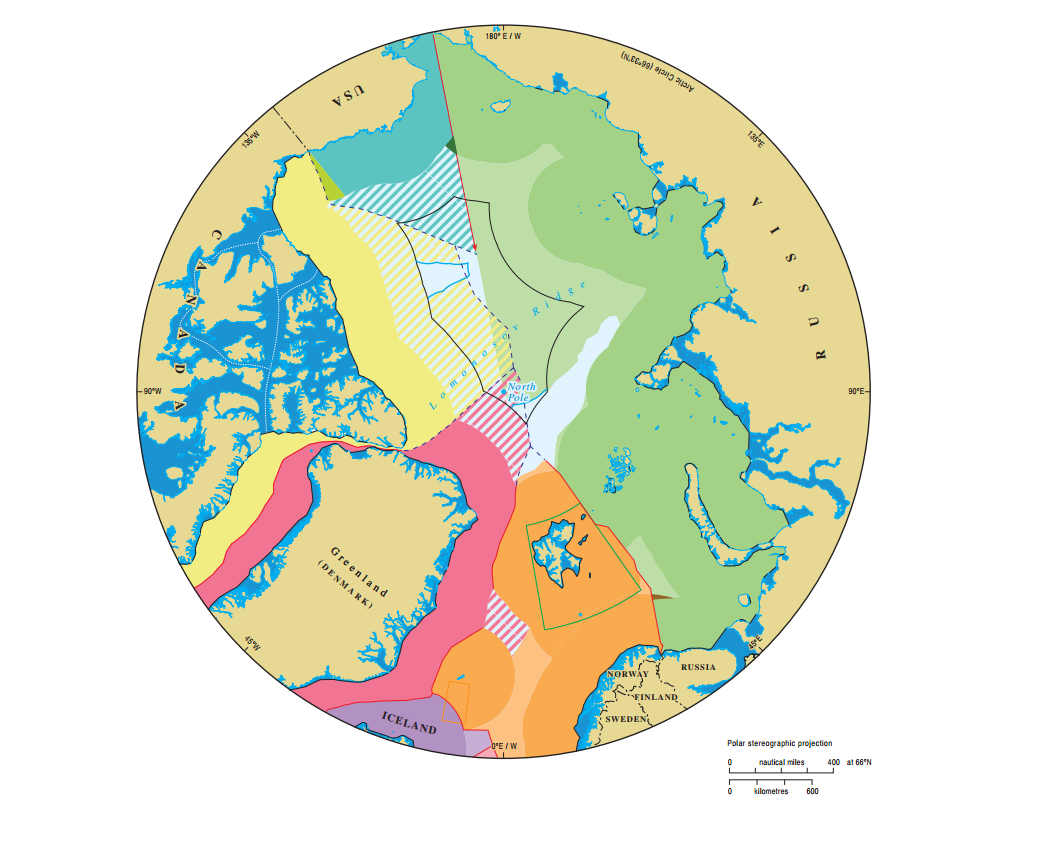 180° E / W
Arctic Circle (66°33'N)
USA
135°W
135°E
CANADA
RUSSIA
Lomonosov Ridge
90°W
North
Pole
90°E
Greenland
(DENMARK)
45°W
45°E
NORWAY
RUSSIA
FINLAND
SWEDEN
ICELAND
0°E / W
Polar stereographic projection
0 nautical miles 400 at 66°N
0 kilometres 600